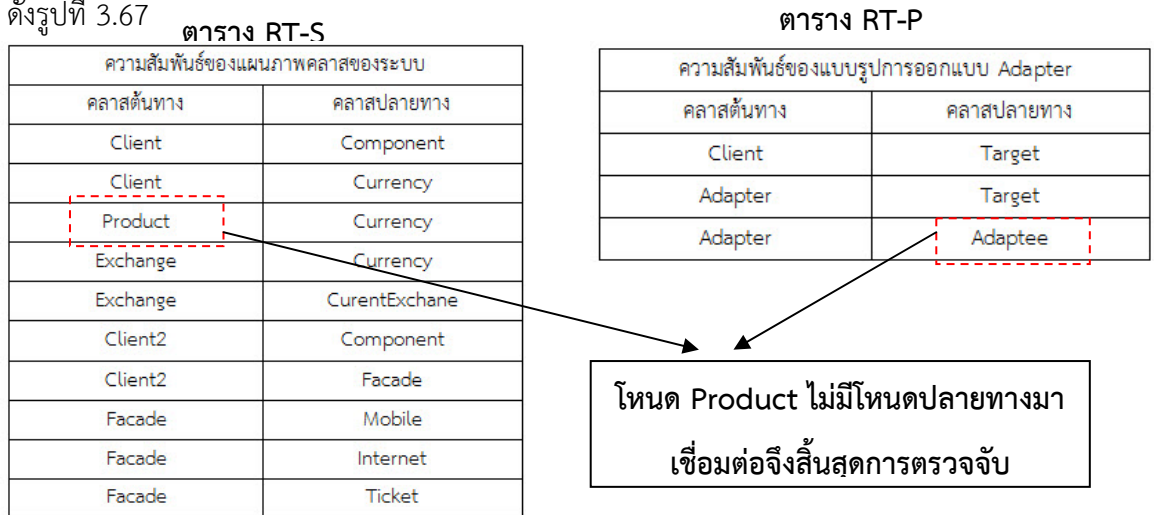 ดังรูปที่ 3.67
ตาราง RT-S
ความสัมพันธ์ของแผนภาพคลาสของระบบ
คลาสต้นทาง คลาสปลายทาง
Client Component
Client Currency
Product Currency
Exchange Currency
Exchange CurentExchane
Client2 Component
Client2 Facade
Facade Mobile
Facade Internet
Facade Ticket
ตาราง RT-P
ความสัมพันธ์ของแบบรูปการออกแบบ Adapter
คลาสต้นทาง คลาสปลายทาง
Client Target
Adapter Target
Adapter Adaptee
โหนด Product ไม่มีโหนดปลายทางมา
เชื่อมต่อจึงสิ้นสุดการตรวจจับ